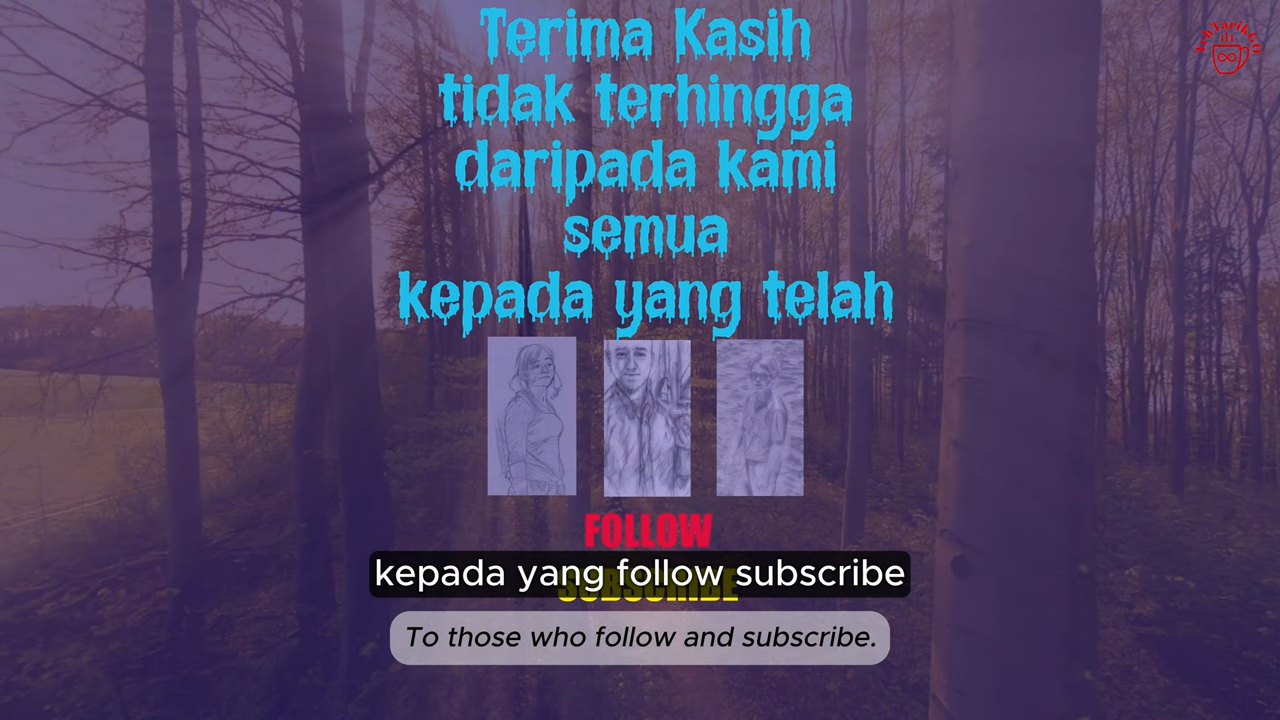 Terima Kasih
tidak terhingga
daripada kami
semua
kepada yang telah
FOLLOW
SUBSCRIBE
kepada yang follow subscribe
To those who follow and subscribe.